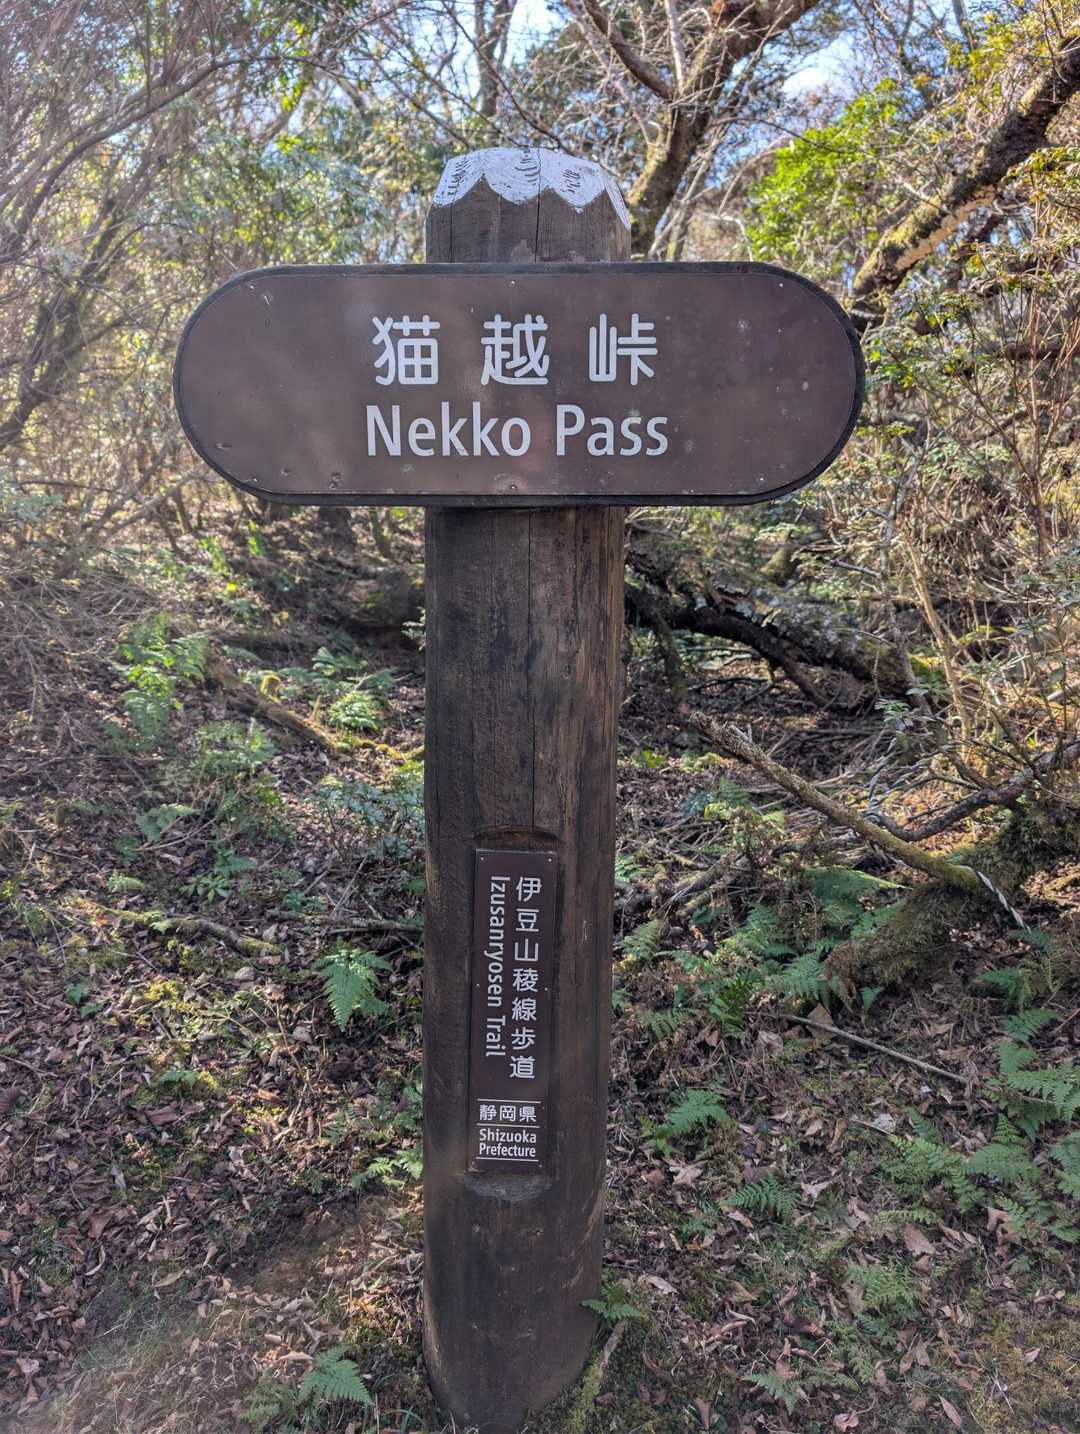 猫越峠
Nekko Pass
伊豆山稜線歩道
Izusanryosen Trail
静岡県
Shizuoka
Prefecture